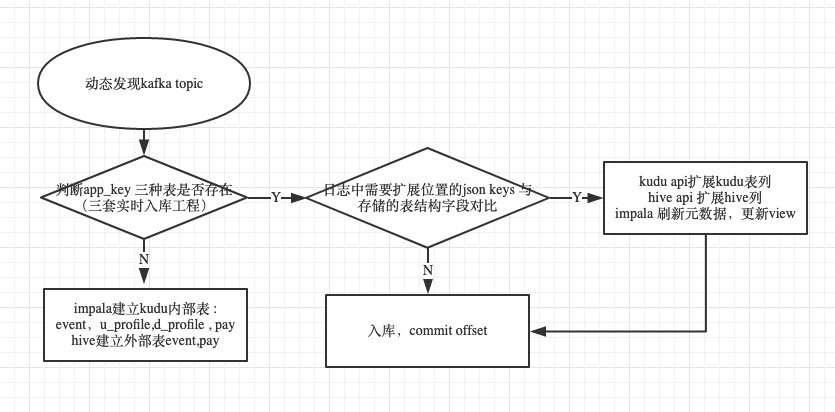 动态发现kafka topic
判断app_key 三种表是否存在
（三套实时入库工程）
Y
日志中需要扩展位置的json keys 与
存储的表结构字段对比
Y
kudu api扩展kudu表列
hive api 扩展hive列
impala 刷新元数据，更新view
N
N
impala建立kudu内部表：
event，u_profile,d_profile , pay
hive建立外部表event,pay
入库，commit offset